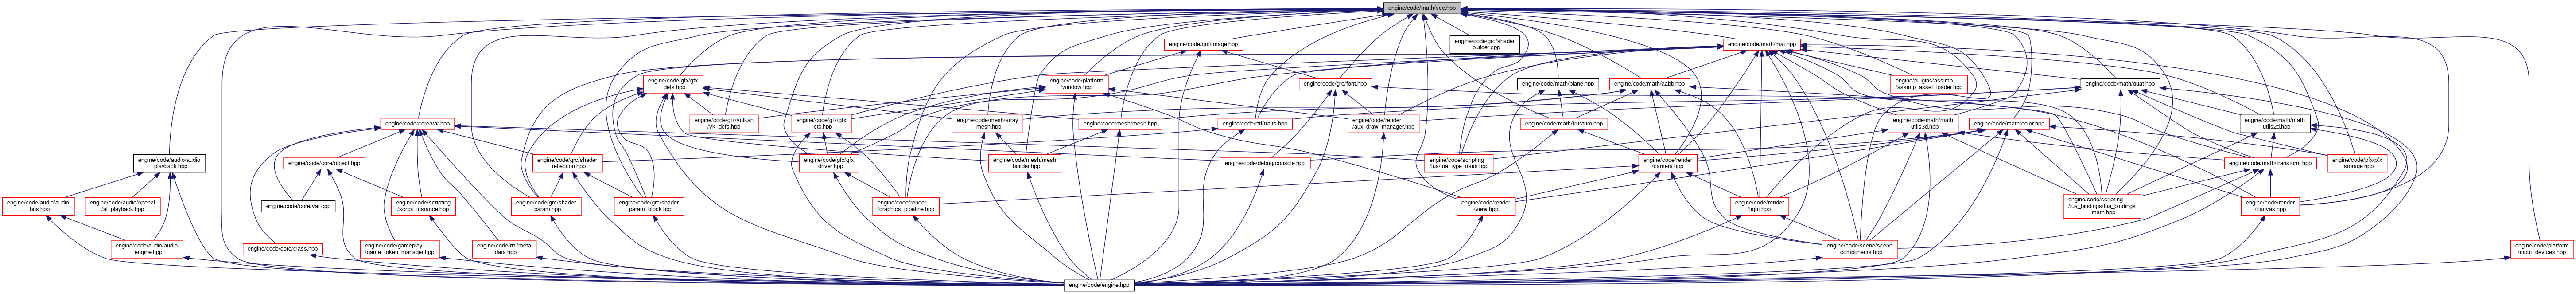 engine/code/math/vec.hpp
engine/code/grc/image.hpp
engine/code/grc/shader
_builder.cpp
engine/code/math/mat.hpp
engine/code/gfx/gfx
_defs.hpp
engine/code/platform
/window.hpp
engine/code/grc/font.hpp
engine/code/math/plane.hpp
engine/code/math/aabb.hpp
engine/plugins/assimp
/assimp_asset_loader.hpp
engine/code/math/quat.hpp
engine/code/core/var.hpp
engine/code/gfx/vulkan
/vk_defs.hpp
engine/code/gfx/gfx
_ctx.hpp
engine/code/mesh/array
_mesh.hpp
engine/code/mesh/mesh.hpp
engine/code/rtti/traits.hpp
engine/code/render
/aux_draw_manager.hpp
engine/code/math/frustum.hpp
engine/code/math/math
_utils3d.hpp
engine/code/math/color.hpp
engine/code/math/math
_utils2d.hpp
engine/code/audio/audio
_playback.hpp
engine/code/core/object.hpp
engine/code/grc/shader
_reflection.hpp
engine/code/gfx/gfx
_driver.hpp
engine/code/mesh/mesh
_builder.hpp
engine/code/debug/console.hpp
engine/code/scripting
/lua/lua_type_traits.hpp
engine/code/render
/camera.hpp
engine/code/math/transform.hpp
engine/code/pfx/pfx
_storage.hpp
engine/code/audio/audio
_bus.hpp
engine/code/audio/openal
/al_playback.hpp
engine/code/core/var.cpp
engine/code/scripting
/script_instance.hpp
engine/code/grc/shader
_param.hpp
engine/code/grc/shader
_param_block.hpp
engine/code/render
/graphics_pipeline.hpp
engine/code/render
/view.hpp
engine/code/render
/light.hpp
engine/code/scripting
/lua_bindings/lua_bindings
_math.hpp
engine/code/render
/canvas.hpp
engine/code/audio/audio
_engine.hpp
engine/code/core/class.hpp
engine/code/gameplay
/game_token_manager.hpp
engine/code/rtti/meta
_data.hpp
engine/code/scene/scene
_components.hpp
engine/code/platform
/input_devices.hpp
engine/code/engine.hpp